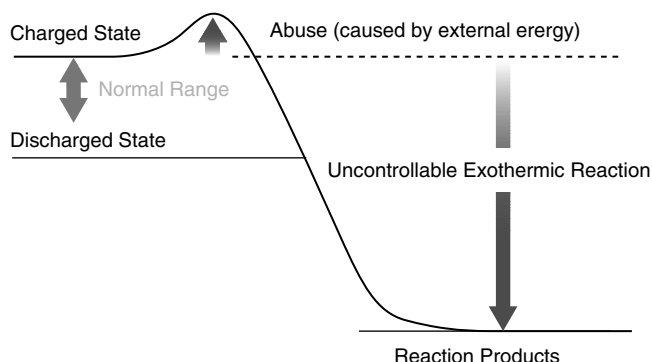 Charged State
Abuse (caused by external erergy)
Normal Range
Discharged State
Uncontrollable Exothermic Reaction
Reaction Products